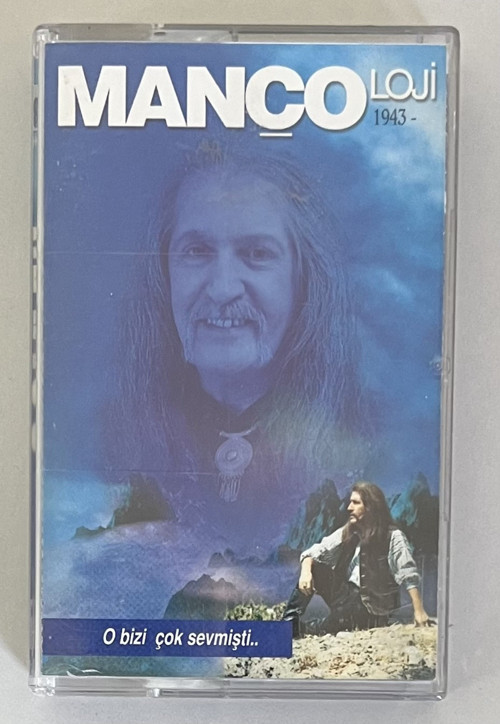 MANÇO LOJİ
1943 -
O bizi çok sevmişti..